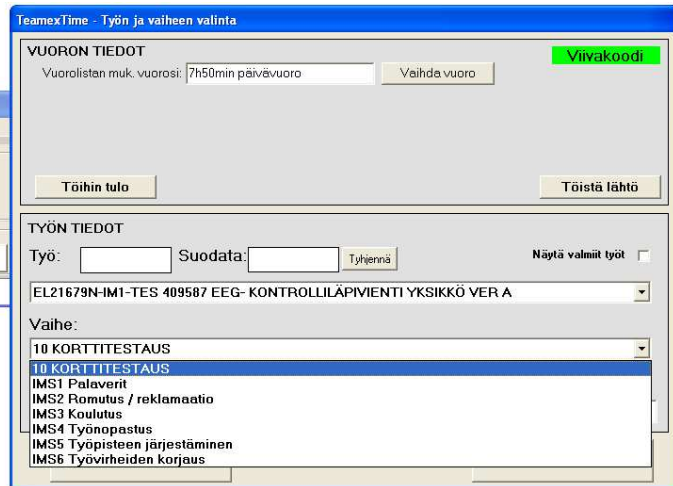 TeamexTime - Työn ja vaiheen valinta
VUORON TIEDOT
Viivakoodi
Vuorolistan muk. vuorosi: 7h50min päivävuoro Vaihda vuoro
Töihin tulo Töistä lähtö
TYÖN TIEDOT
Työ: Suodata: Tyhjennä Näytä valmiit työt
EL21679N-IM1-TES 409587 EEG- KONTROLLILÄPIVIENTI YKSIKKÖ VER A
Vaihe:
10 KORTTITESTAUS
10 KORTTITESTAUS
IMS1 Palaverit
IMS2 Romutus / reklamaatio
IMS3 Koulutus
IMS4 Työnopastus
IMS5 Työpisteen järjestäminen
IMS6 Työvirheiden korjaus